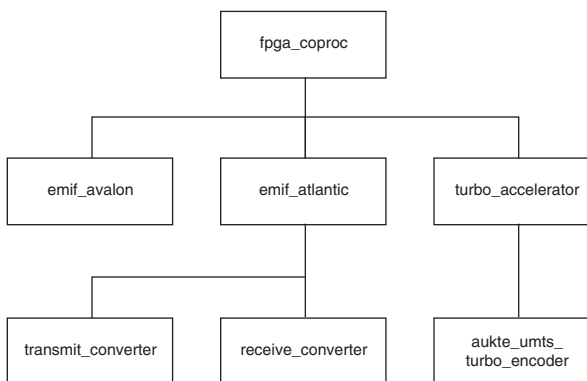 fpga_coproc
emif_avalon
emif_atlantic
turbo_accelerator
transmit_converter
receive_converter
aukte_umts_
turbo_encoder